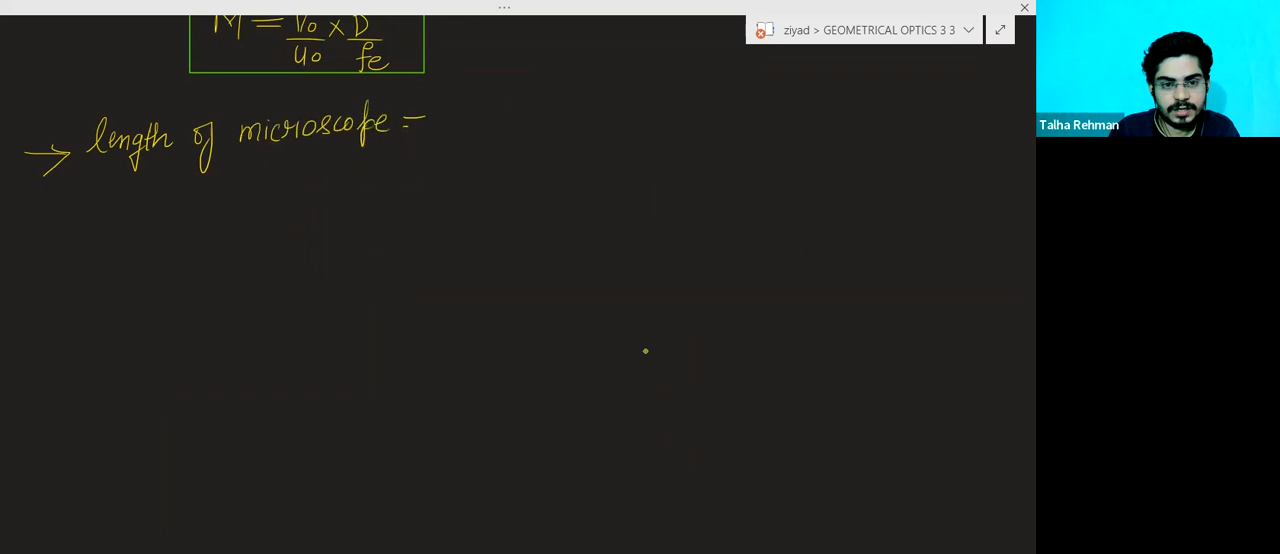 ziyad > GEOMETRICAL OPTICS 3 3
M = v₀/u₀ × D/fe
→ length of microscope =
Talha Rehman